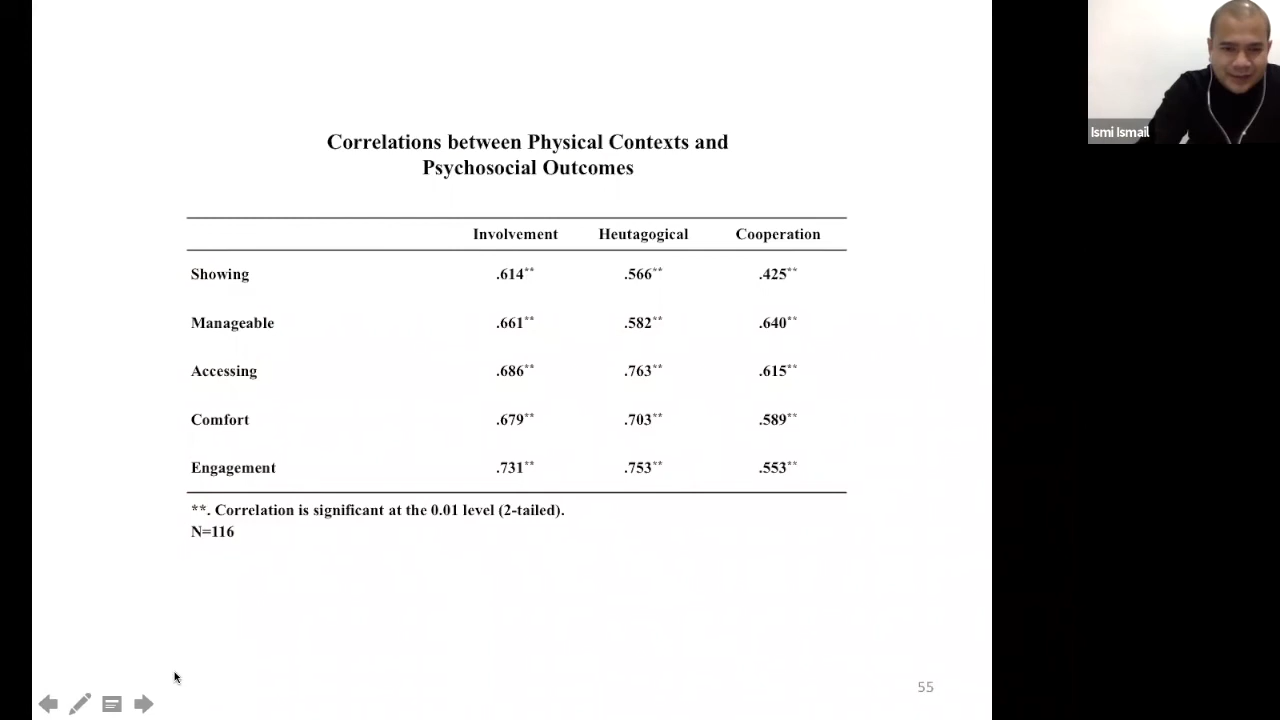 Ismi Ismail
Correlations between Physical Contexts and
Psychosocial Outcomes
Involvement Heutagogical Cooperation
Showing .614** .566** .425**
Manageable .661** .582** .640**
Accessing .686** .763** .615**
Comfort .679** .703** .589**
Engagement .731** .753** .553**
**. Correlation is significant at the 0.01 level (2-tailed).
N=116
55